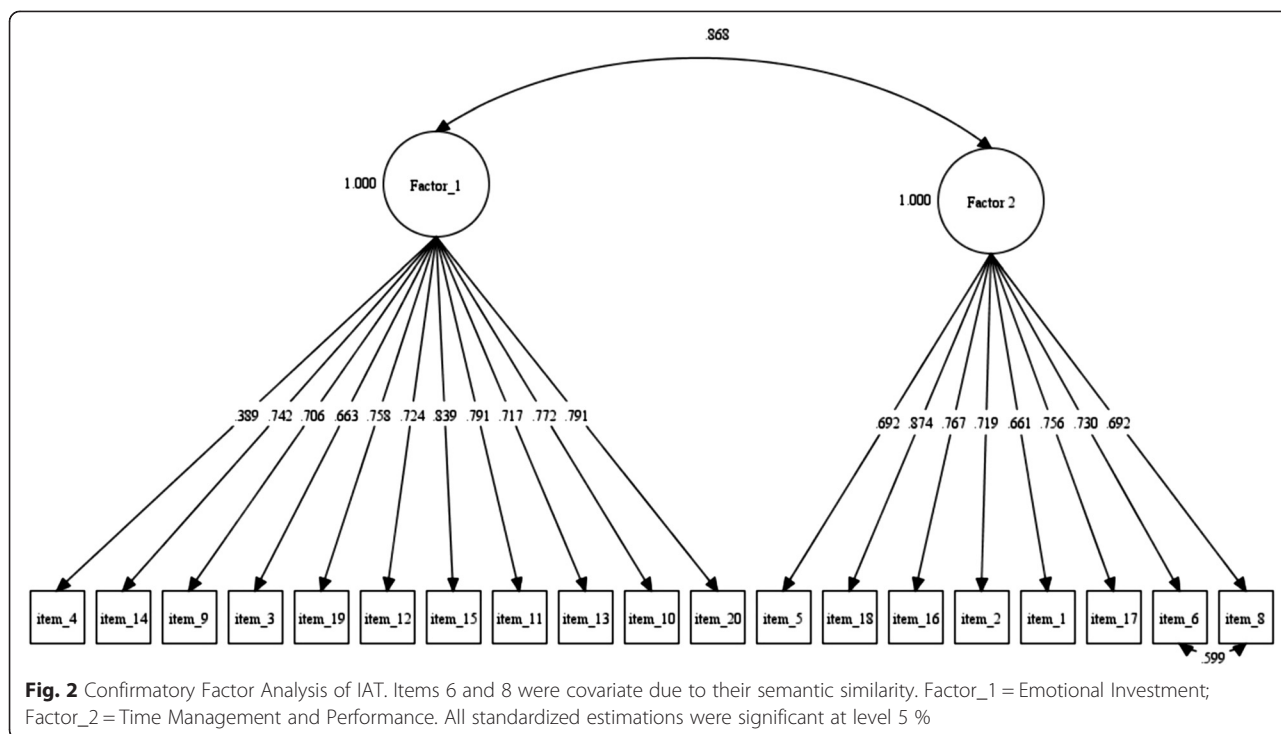 .868
1.000
Factor_1
1.000
Factor 2
.389 .742 .706 .663 .758 .724 .839 .791 .717 .772 .791
.692 .874 .767 .719 .661 .756 .730 .692
item_4 item_14 item_9 item_3 item_19 item_12 item_15 item_11 item_13 item_10 item_20 item_5 item_18 item_16 item_2 item_1 item_17 item_6 item_8
.599
Fig. 2 Confirmatory Factor Analysis of IAT. Items 6 and 8 were covariate due to their semantic similarity. Factor_1 = Emotional Investment;
Factor_2 = Time Management and Performance. All standardized estimations were significant at level 5 %